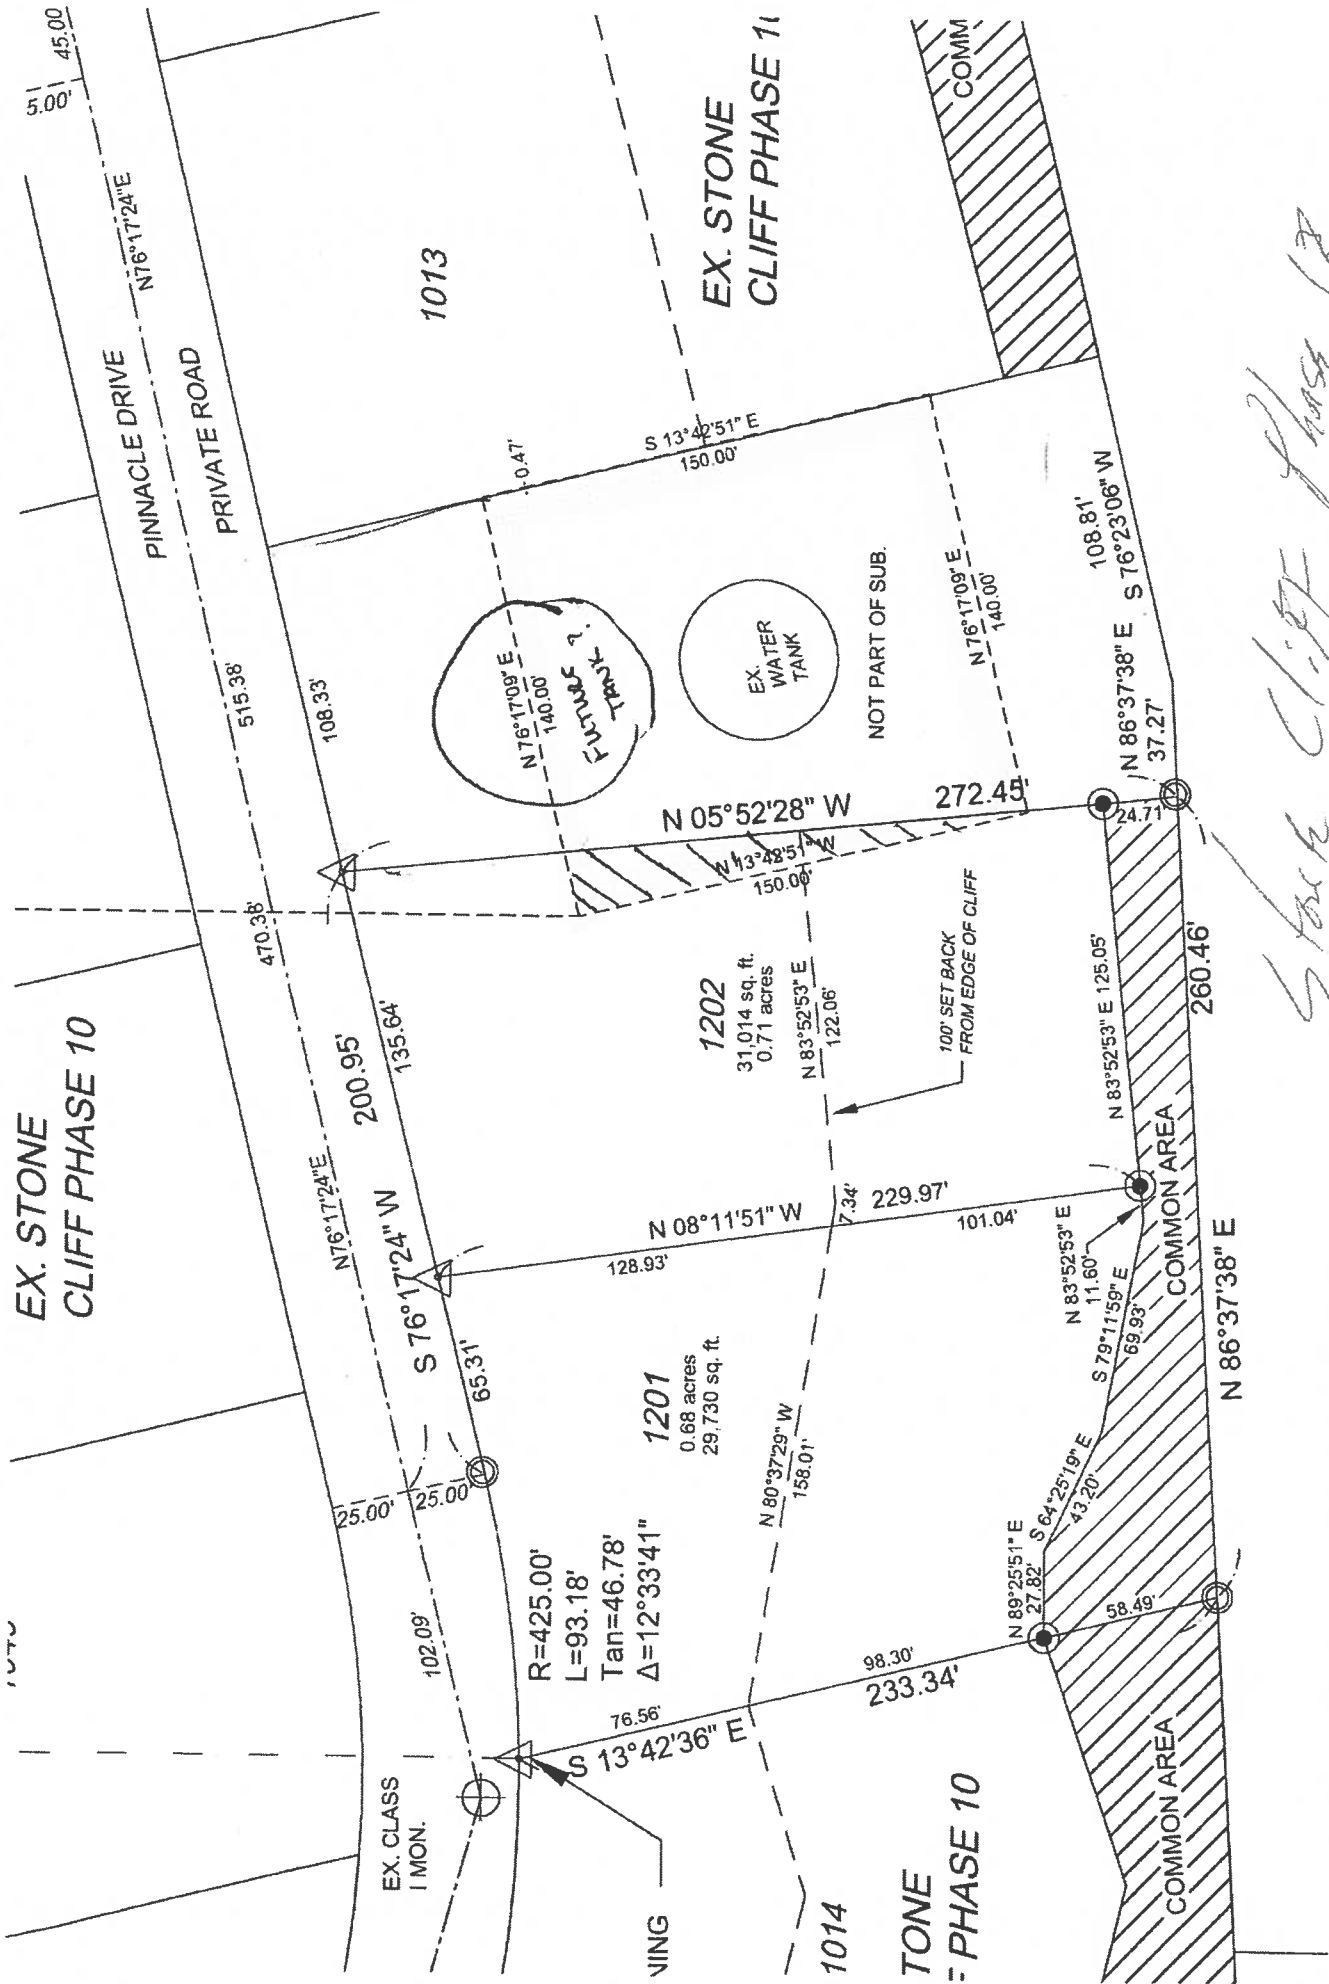 5.00'
45.00
N76°17'24"E
PINNACLE DRIVE
PRIVATE ROAD
1013
EX. STONE
CLIFF PHASE
COMM
515.38'
470.38'
108.33'
S 13°42'51" E
150.00'
0.47'
N 76°17'09" E
140.00'
FUTURE
TANK ?
EX.
WATER
TANK
NOT PART OF SUB.
N 76°17'09" E
140.00'
108.81'
S 76°23'06" W
N 86°37'38" E
37.27'
N 05°52'28" W
272.45'
24.71'
N 13°42'51" W
150.00'
EX. STONE
CLIFF PHASE 10
200.95'
135.64'
N76°17'24"E
S 76°17'24" W
65.31'
1202
31,014 sq. ft.
0.71 acres
N 83°52'53" E
122.06'
100' SET BACK
FROM EDGE OF CLIFF
N 83°52'53" E 125.05'
260.46'
N 08°11'51" W
229.97'
7.34'
128.93'
101.04'
N 83°52'53" E
11.60'
COMMON AREA
S 79°11'59" E
69.93'
N 86°37'38" E
1201
0.68 acres
29,730 sq. ft.
N 80°37'29" W
158.01'
S 64°25'19" E
43.20'
N 89°25'51" E
27.82'
58.49'
25.00'
25.00'
102.09'
R=425.00'
L=93.18'
Tan=46.78'
Δ=12°33'41"
76.56'
S 13°42'36" E
98.30'
233.34'
EX. CLASS
I MON.
VING
1014
TONE
PHASE 10
COMMON AREA
Stone Cliff Phase 12